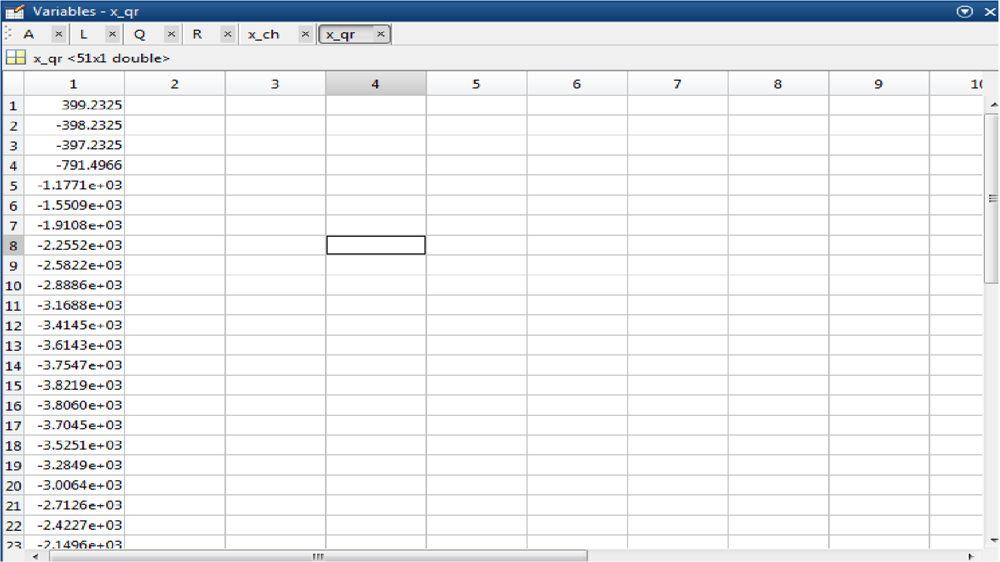 Variables - x_qr
A L Q R x_ch x_qr
x_qr <51x1 double>
1 2 3 4 5 6 7 8 9
1 399.2325
2 -398.2325
3 -397.2325
4 -791.4966
5 -1.1771e+03
6 -1.5509e+03
7 -1.9108e+03
8 -2.2552e+03
9 -2.5822e+03
10 -2.8886e+03
11 -3.1688e+03
12 -3.4145e+03
13 -3.6143e+03
14 -3.7547e+03
15 -3.8219e+03
16 -3.8060e+03
17 -3.7045e+03
18 -3.5251e+03
19 -3.2849e+03
20 -3.0064e+03
21 -2.7126e+03
22 -2.4227e+03
23 -2.1496e+03